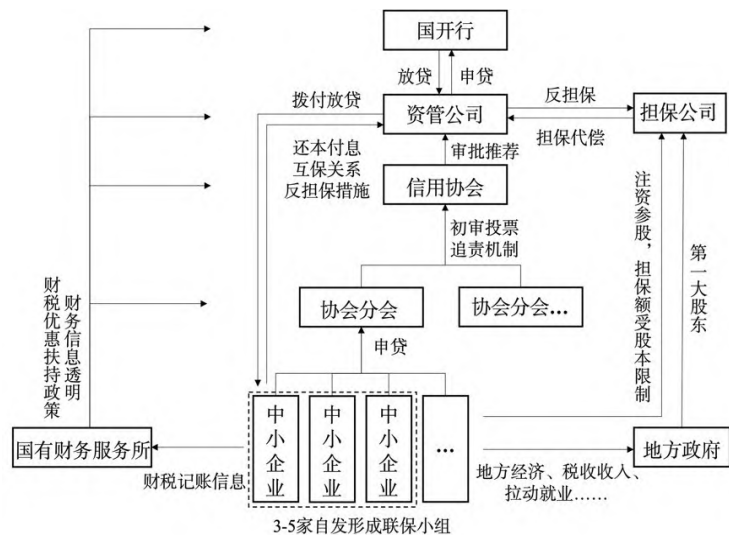 国开行
放贷
申贷
拨付放贷
资管公司
反担保
担保公司
担保代偿
还本付息
互保关系
反担保措施
审批推荐
信用协会
初审投票
追责机制
注资参股，担保额受股本限制
第一大股东
协会分会
协会分会…
申贷
财务信息透明
财税优惠扶持政策
国有财务服务所
财税记账信息
中小企业
中小企业
中小企业
…
地方政府
地方经济、税收收入、
拉动就业……
3-5家自发形成联保小组